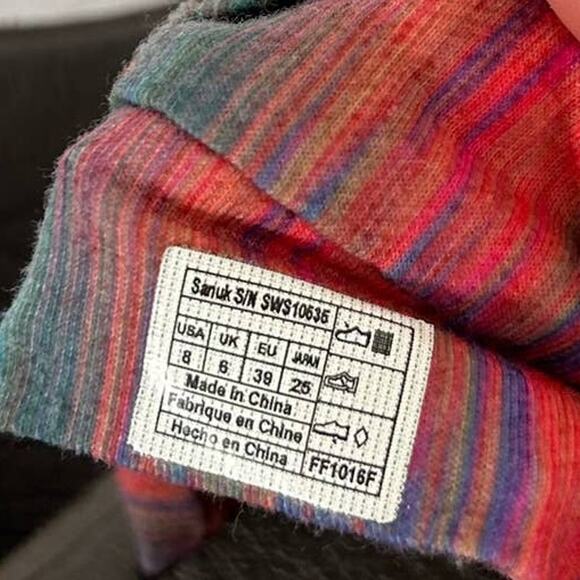 Sanuk S/N SWS10635
USA UK EU JAPAN
8 6 39 25
Made in China
Fabrique en Chine
Hecho en China
FF1016F